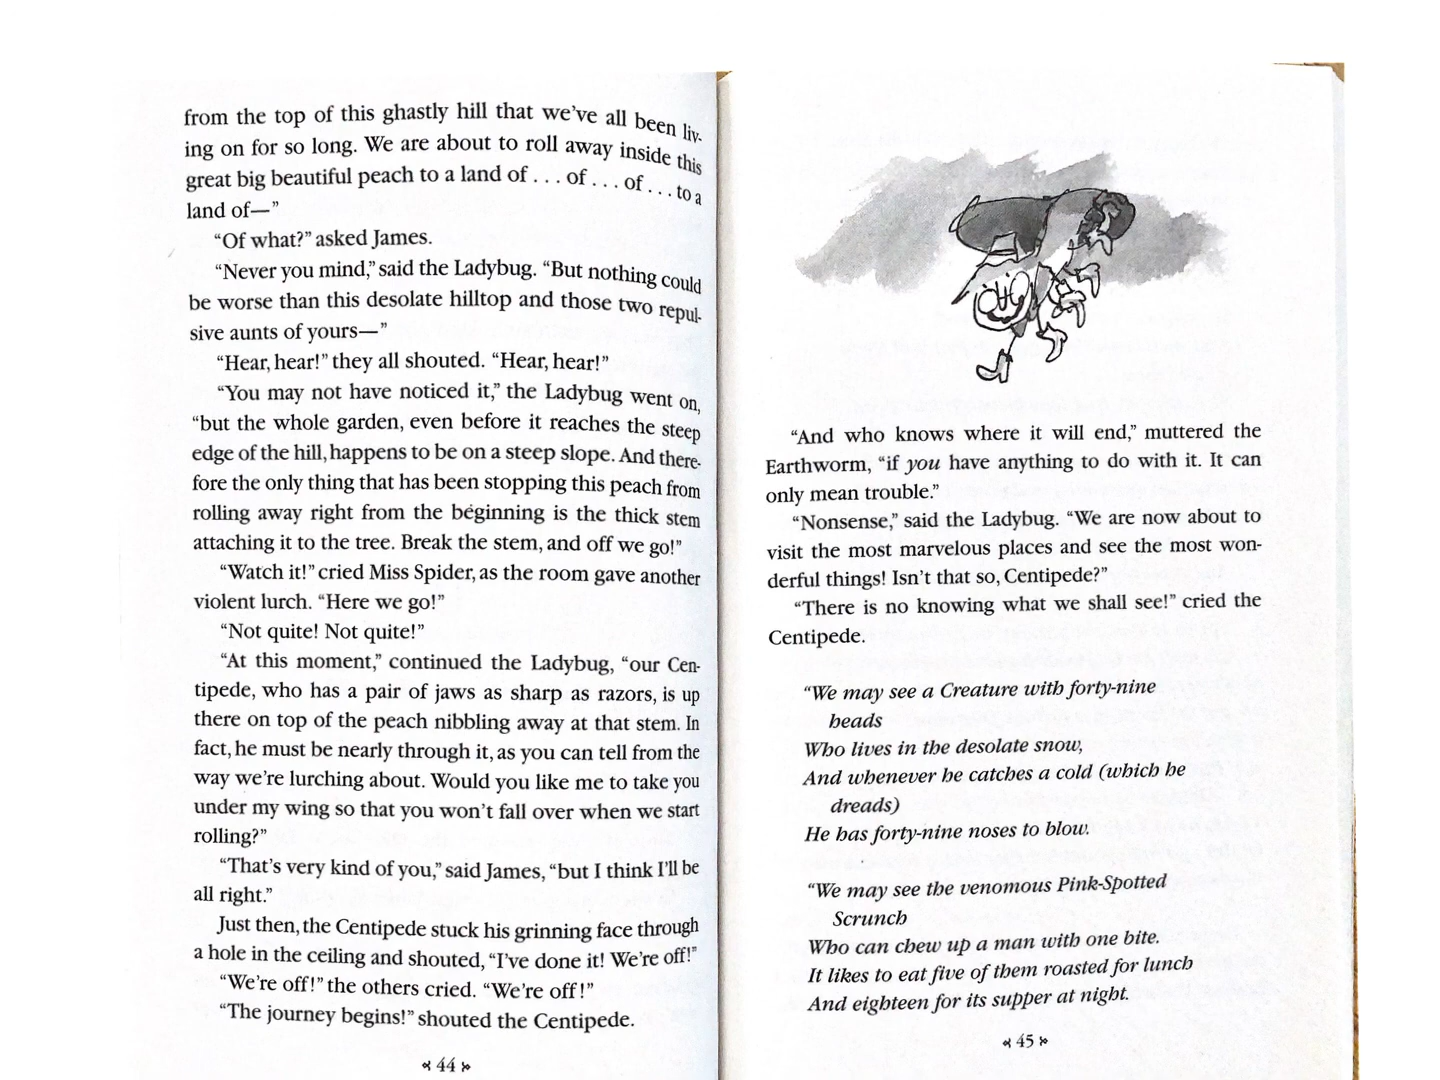 from the top of this ghastly hill that we've all been liv-
ing on for so long. We are about to roll away inside this
great big beautiful peach to a land of . . . of . . . of . . . to a
land of—”
“Of what?” asked James.
“Never you mind,” said the Ladybug. “But nothing could
be worse than this desolate hilltop and those two repul-
sive aunts of yours—”
“Hear, hear!” they all shouted. “Hear, hear!”
“You may not have noticed it,” the Ladybug went on,
“but the whole garden, even before it reaches the steep
edge of the hill, happens to be on a steep slope. And there-
fore the only thing that has been stopping this peach from
rolling away right from the beginning is the thick stem
attaching it to the tree. Break the stem, and off we go!”
“Watch it!” cried Miss Spider, as the room gave another
violent lurch. “Here we go!”
“Not quite! Not quite!”
“At this moment,” continued the Ladybug, “our Cen-
tipede, who has a pair of jaws as sharp as razors, is up
there on top of the peach nibbling away at that stem. In
fact, he must be nearly through it, as you can tell from the
way we're lurching about. Would you like me to take you
under my wing so that you won't fall over when we start
rolling?”
“That's very kind of you,” said James, “but I think I'll be
all right.”
Just then, the Centipede stuck his grinning face through
a hole in the ceiling and shouted, “I've done it! We're off!”
“We're off!” the others cried. “We're off!”
“The journey begins!” shouted the Centipede.
44
“And who knows where it will end,” muttered the
Earthworm, “if you have anything to do with it. It can
only mean trouble.”
“Nonsense,” said the Ladybug. “We are now about to
visit the most marvelous places and see the most won-
derful things! Isn't that so, Centipede?”
“There is no knowing what we shall see!” cried the
Centipede.
“We may see a Creature with forty-nine
heads
Who lives in the desolate snow,
And whenever he catches a cold (which he
dreads)
He has forty-nine noses to blow.
“We may see the venomous Pink-Spotted
Scrunch
Who can chew up a man with one bite.
It likes to eat five of them roasted for lunch
And eighteen for its supper at night.
45